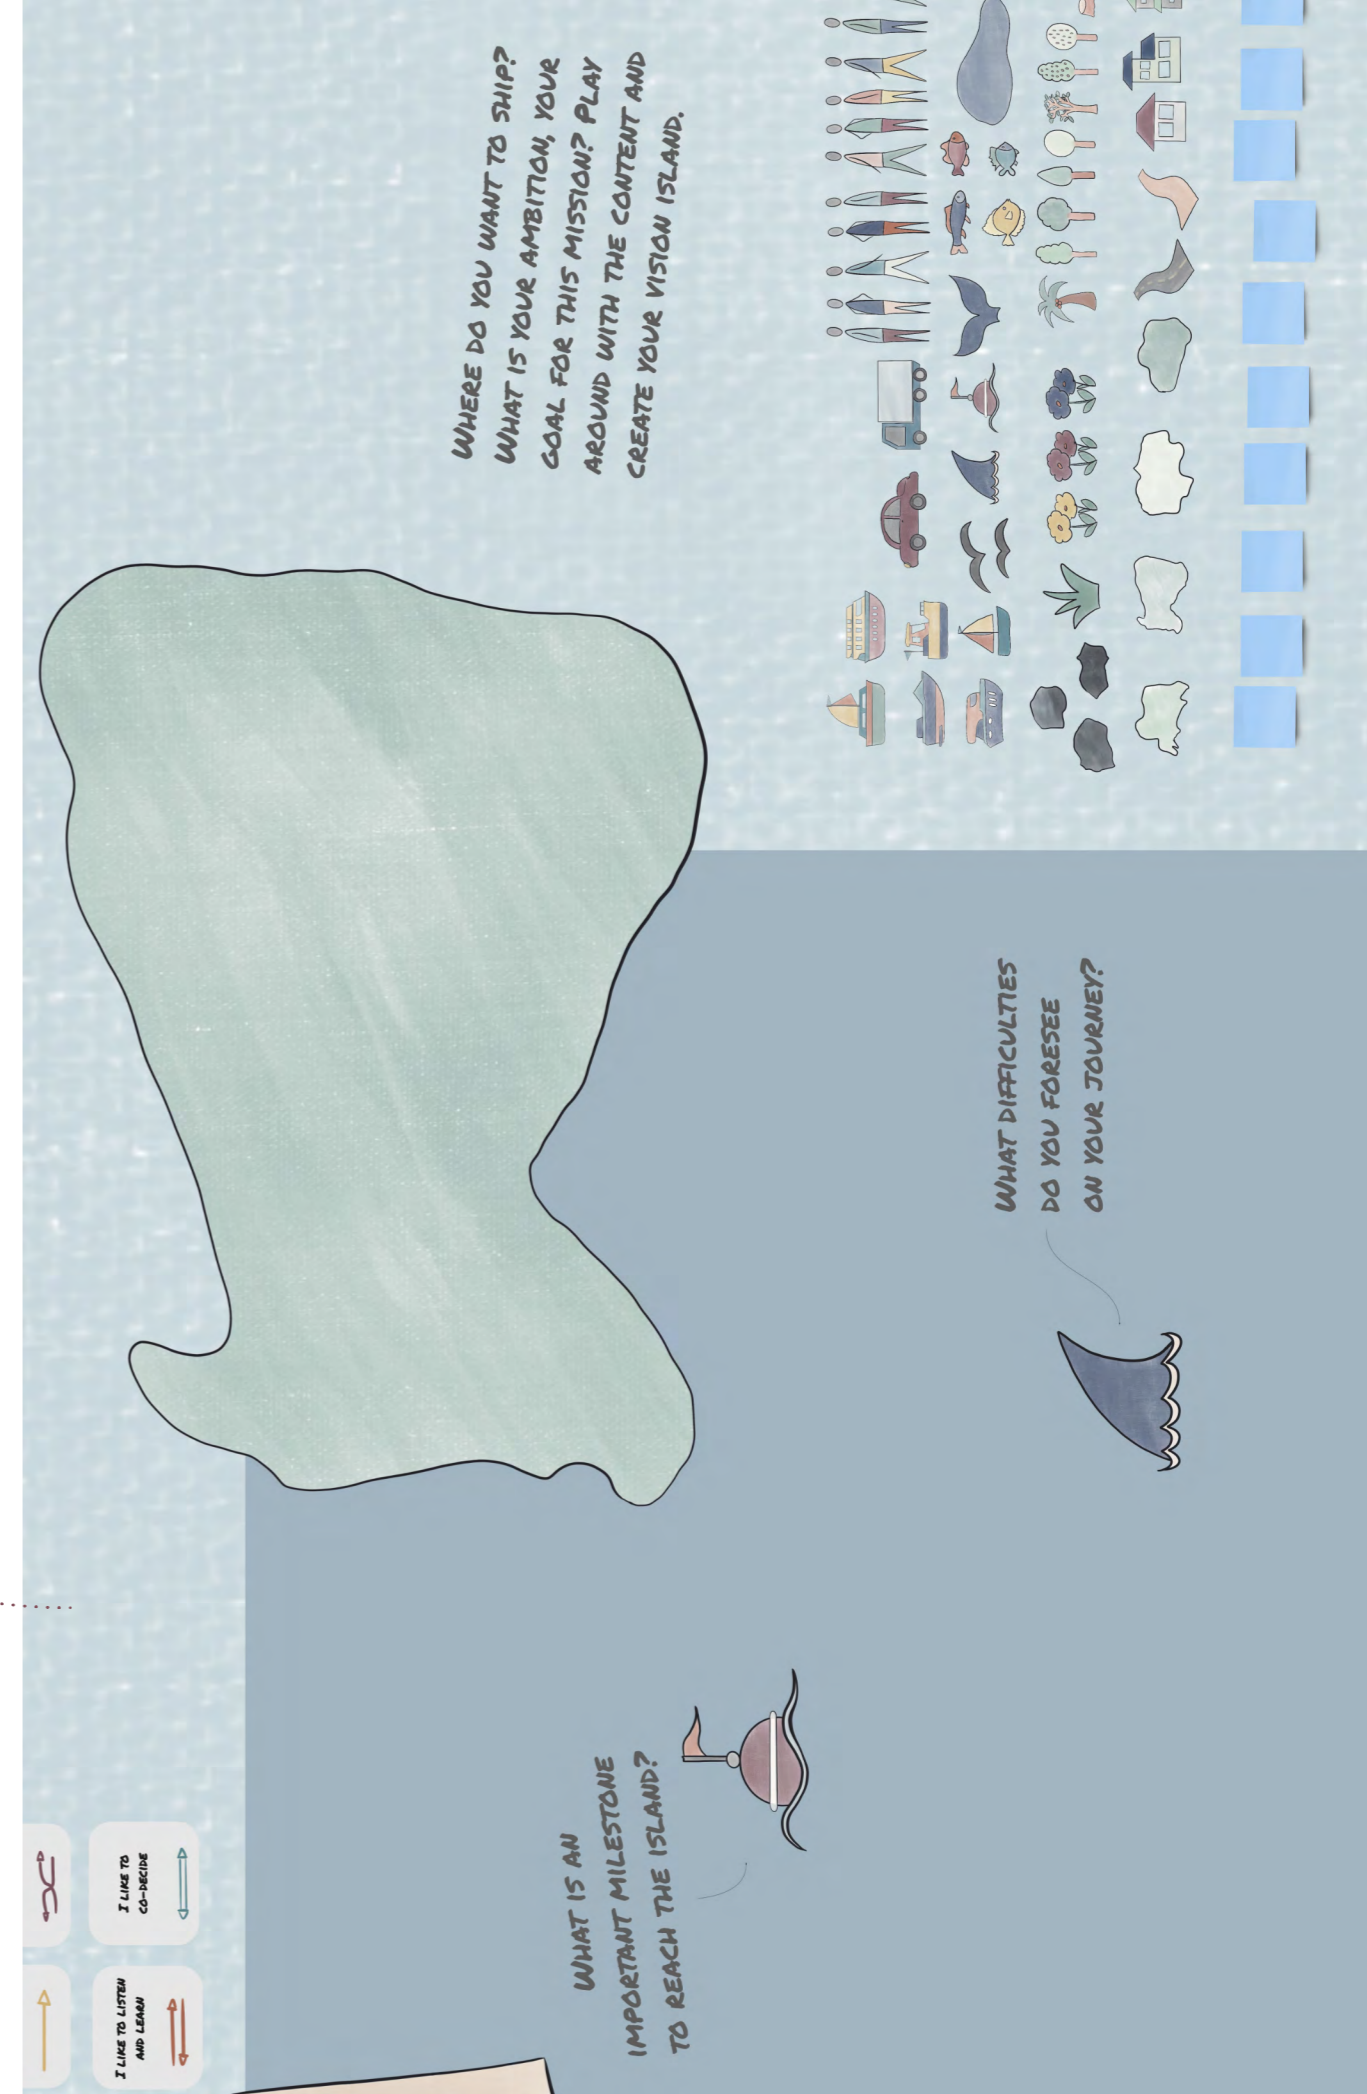 WHERE DO YOU WANT TO SHIP?
WHAT IS YOUR AMBITION, YOUR
GOAL FOR THIS MISSION? PLAY
AROUND WITH THE CONTENT AND
CREATE YOUR VISION ISLAND.
WHAT DIFFICULTIES
DO YOU FORESEE
ON YOUR JOURNEY?
WHAT IS AN
IMPORTANT MILESTONE
TO REACH THE ISLAND?
I LIKE TO
CO-DECIDE
I LIKE TO LISTEN
AND LEARN